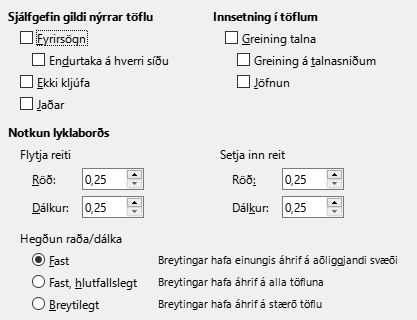 Sjálfgefin gildi nýrrar töflu
Fyrirsögn
Endurtaka á hverri síðu
Ekki kljúfa
Jaðar
Innsetning í töflum
Greining talna
Greining á talnasniðum
Jöfnun
Notkun lyklaborðs
Flytja reiti
Röð: 0,25
Dálkur: 0,25
Setja inn reit
Röð: 0,25
Dálkur: 0,25
Hegðun raða/dálka
Fast Breytingar hafa einungis áhrif á aðliggjandi svæði
Fast, hlutfallslegt Breytingar hafa áhrif á alla töfluna
Breytilegt Breytingar hafa áhrif á stærð töflu